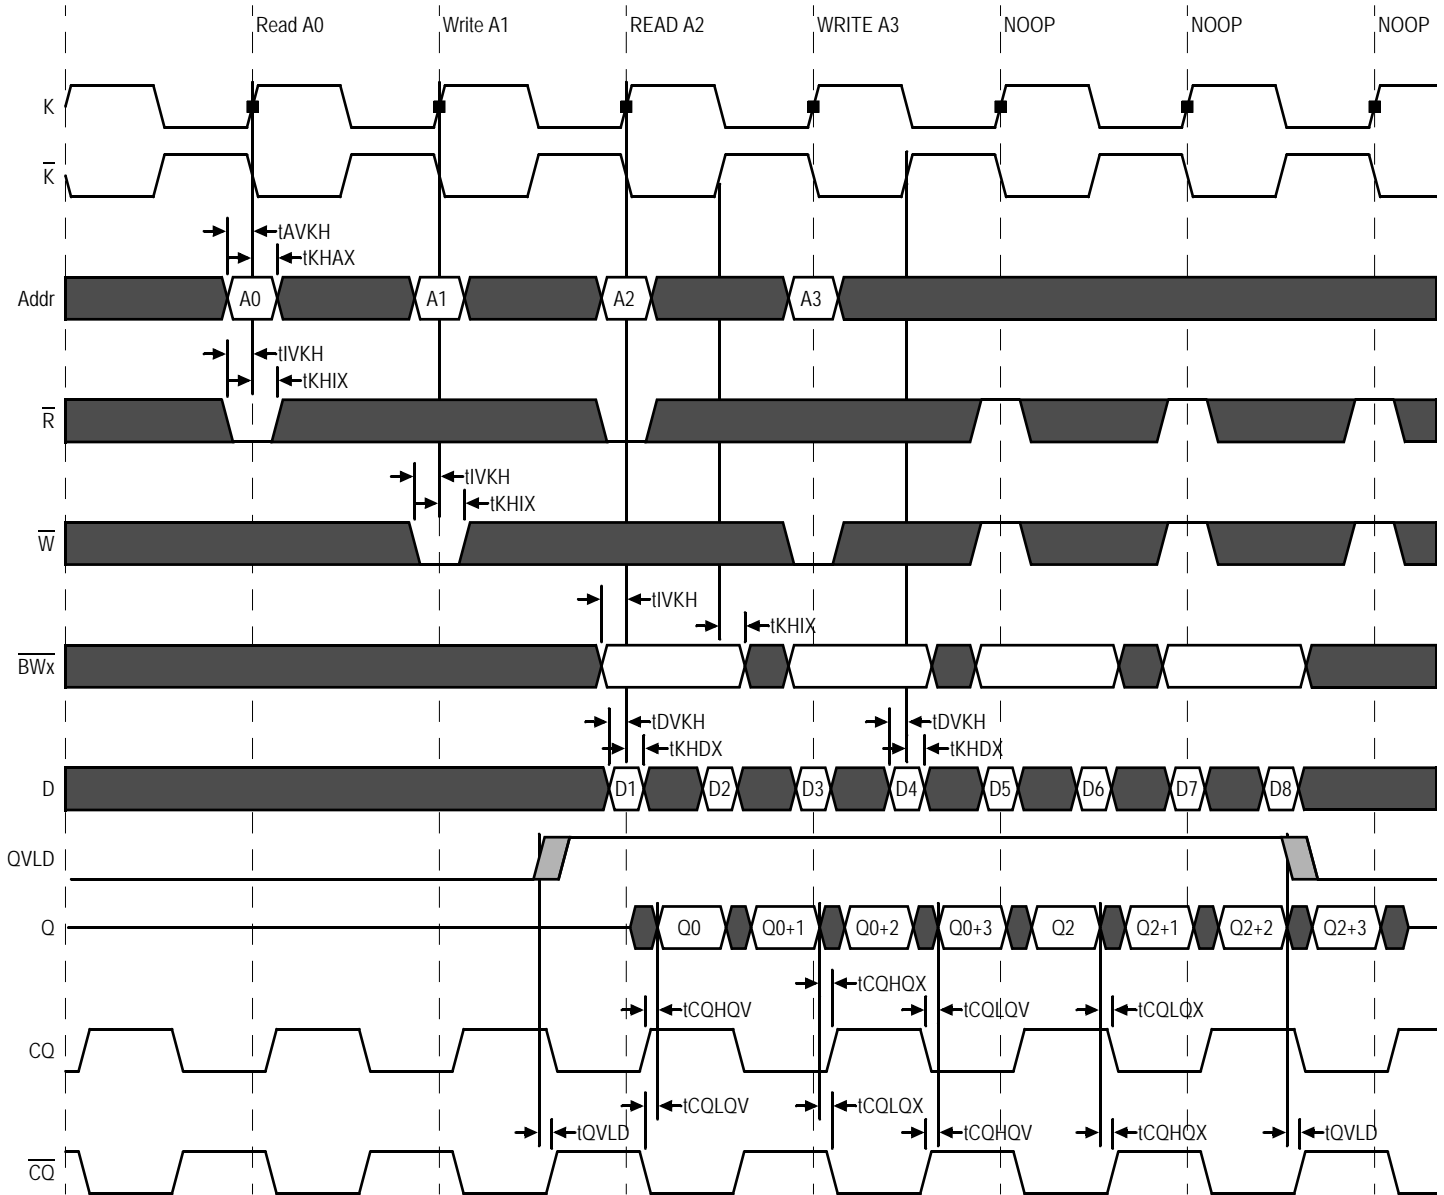 Read A0 Write A1 READ A2 WRITE A3 NOOP NOOP NOOP
K
K̅
tAVKH
tKHAX
Addr A0 A1 A2 A3
tIVKH
tKHIX
R̅
tIVKH
tKHIX
W̅
tIVKH
tKHIX
B̅W̅x̅
tDVKH tDVKH
tKHDX tKHDX
D D1 D2 D3 D4 D5 D6 D7 D8
QVLD
Q Q0 Q0+1 Q0+2 Q0+3 Q2 Q2+1 Q2+2 Q2+3
tCQHQX
tCQHQV tCQLQV tCQLQX
CQ
tCQLQV tCQLQX
tQVLD tCQHQV tCQHQX tQVLD
C̅Q̅